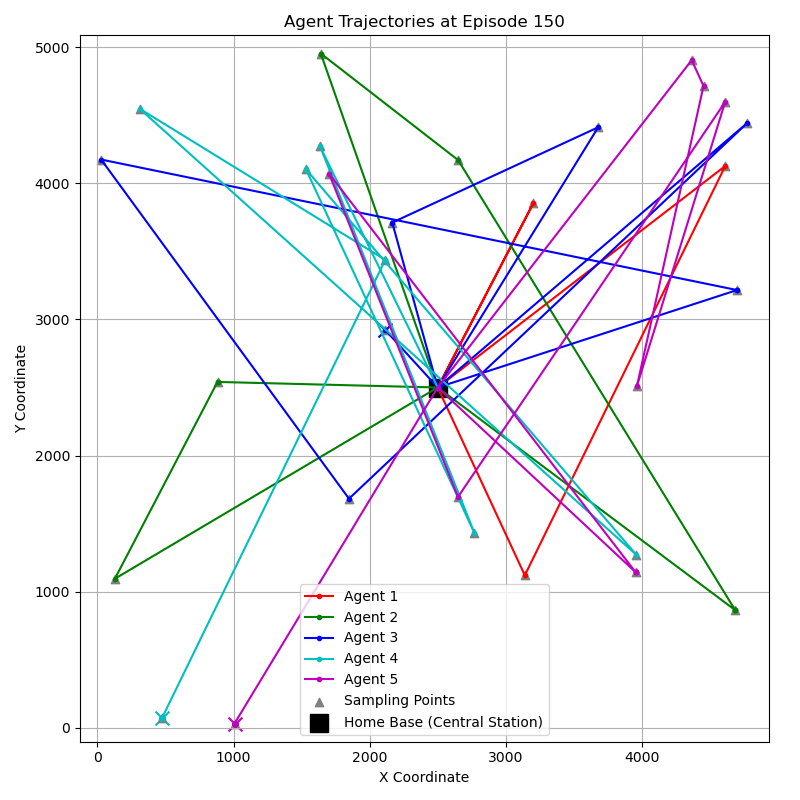 Agent Trajectories at Episode 150
Y Coordinate
5000
4000
3000
2000
1000
0
Agent 1
Agent 2
Agent 3
Agent 4
Agent 5
Sampling Points
Home Base (Central Station)
0
1000
2000
3000
4000
X Coordinate